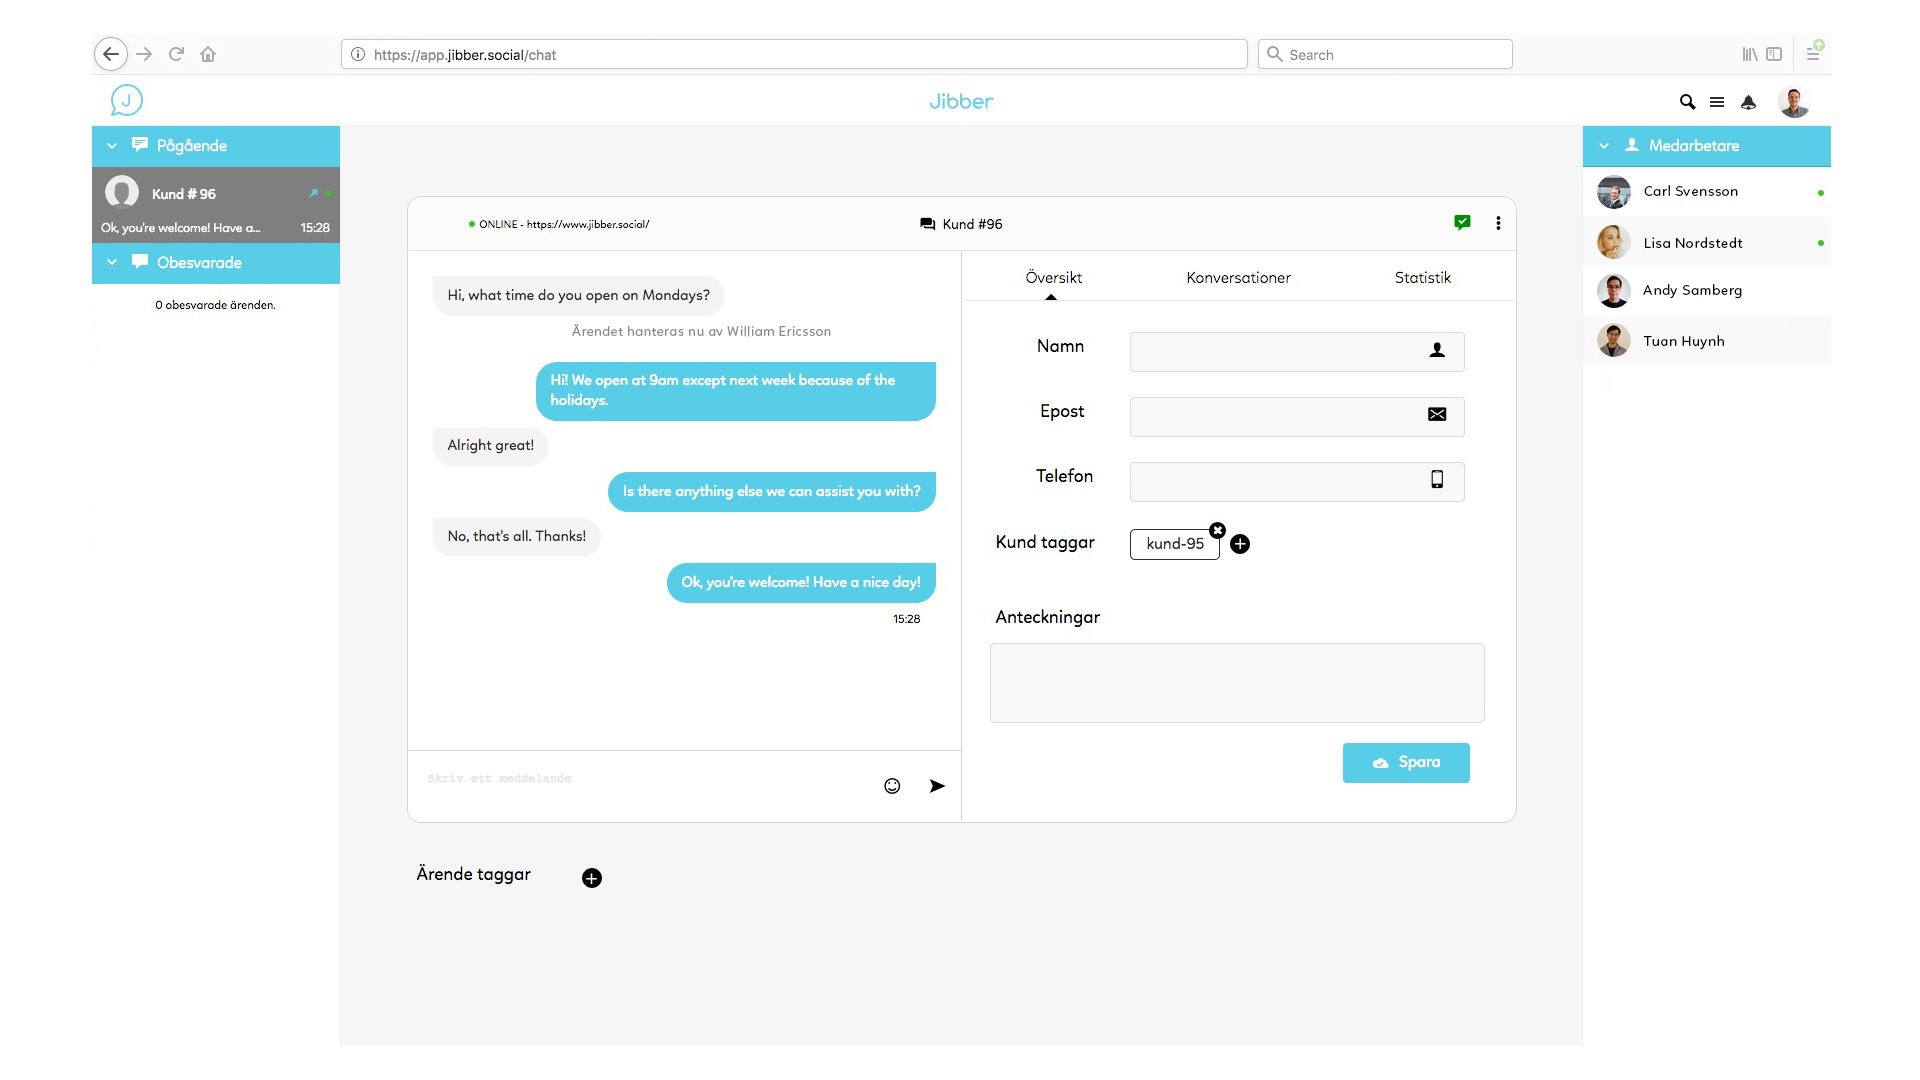 https://app.jibber.social/chat
Search
J
Jibber
Pågående
Kund # 96
Ok, you're welcome! Have a...
15:28
Obesvarade
0 obesvarade ärenden.
ONLINE - https://www.jibber.social/
Kund #96
Hi, what time do you open on Mondays?
Ärendet hanteras nu av William Ericsson
Hi! We open at 9am except next week because of the
holidays.
Alright great!
Is there anything else we can assist you with?
No, that's all. Thanks!
Ok, you're welcome! Have a nice day!
15:28
Skriv ett meddelande
Översikt
Konversationer
Statistik
Namn
Epost
Telefon
Kund taggar
kund-95
Anteckningar
Spara
Ärende taggar
Medarbetare
Carl Svensson
Lisa Nordstedt
Andy Samberg
Tuan Huynh